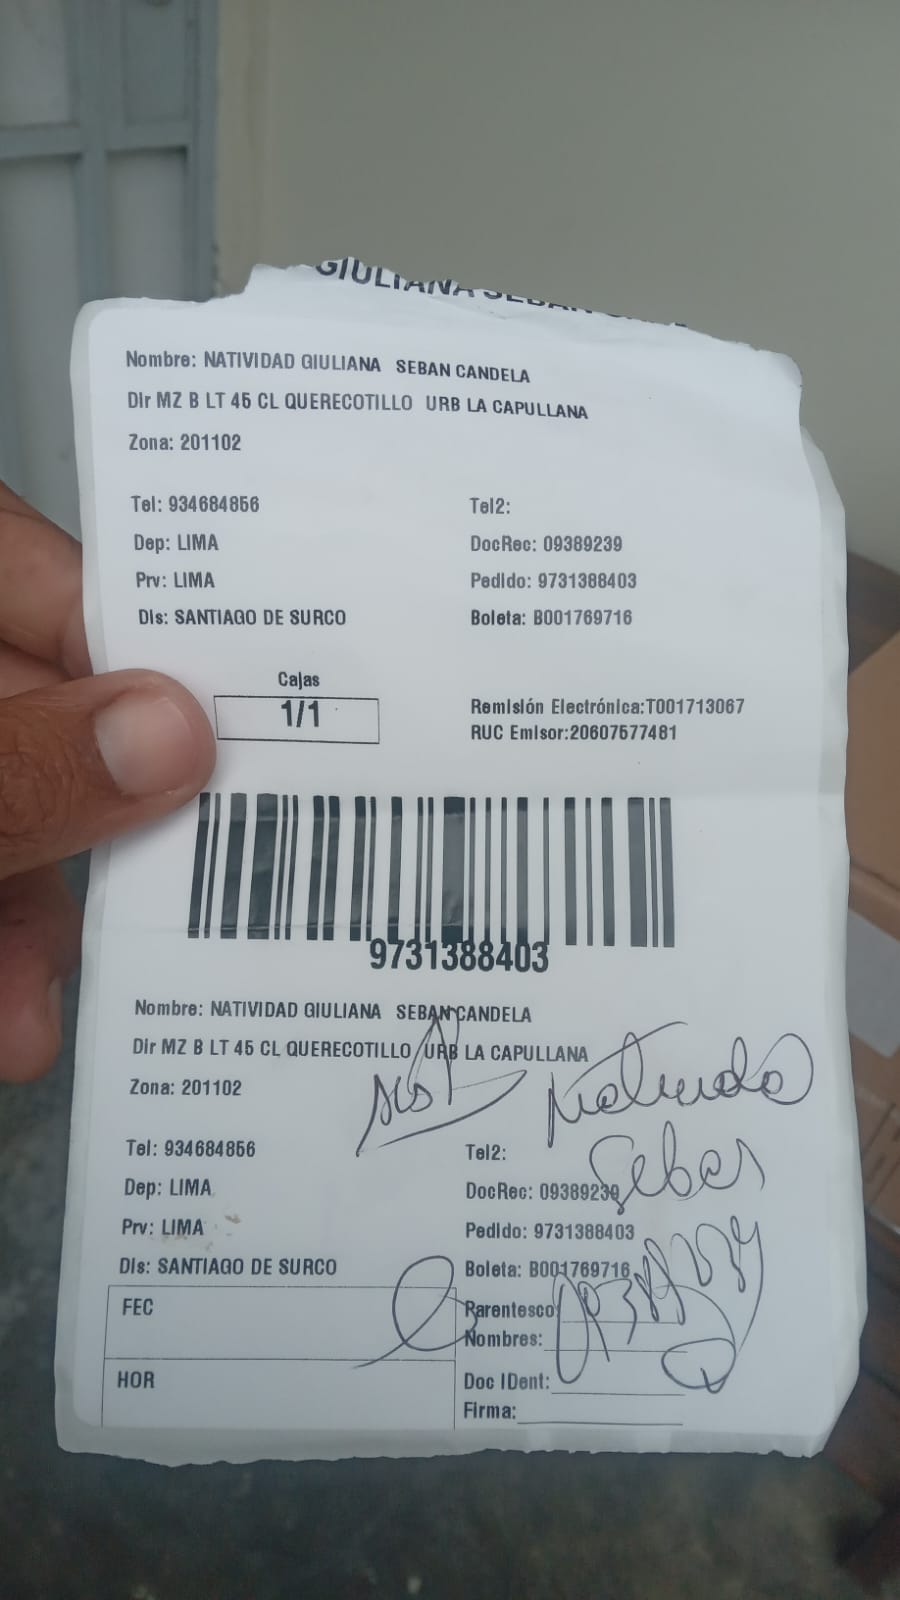 GIULIANA SEBAN
Nombre: NATIVIDAD GIULIANA SEBAN CANDELA
Dir MZ B LT 45 CL QUERECOTILLO URB LA CAPULLANA
Zona: 201102
Tel: 934684856 Tel2:
Dep: LIMA DocRec: 09389239
Prv: LIMA Pedido: 9731388403
Dis: SANTIAGO DE SURCO Boleta: B001769716
Cajas
1/1
Remisión Electrónica:T001713067
RUC Emisor:20607577481
9731388403
Nombre: NATIVIDAD GIULIANA SEBAN CANDELA
Dir MZ B LT 45 CL QUERECOTILLO URB LA CAPULLANA
Zona: 201102
Tel: 934684856 Tel2:
Dep: LIMA DocRec: 09389239
Prv: LIMA Pedido: 9731388403
Dis: SANTIAGO DE SURCO Boleta: B001769716
FEC Parentesco
Nombres:
HOR Doc IDent:
Firma: